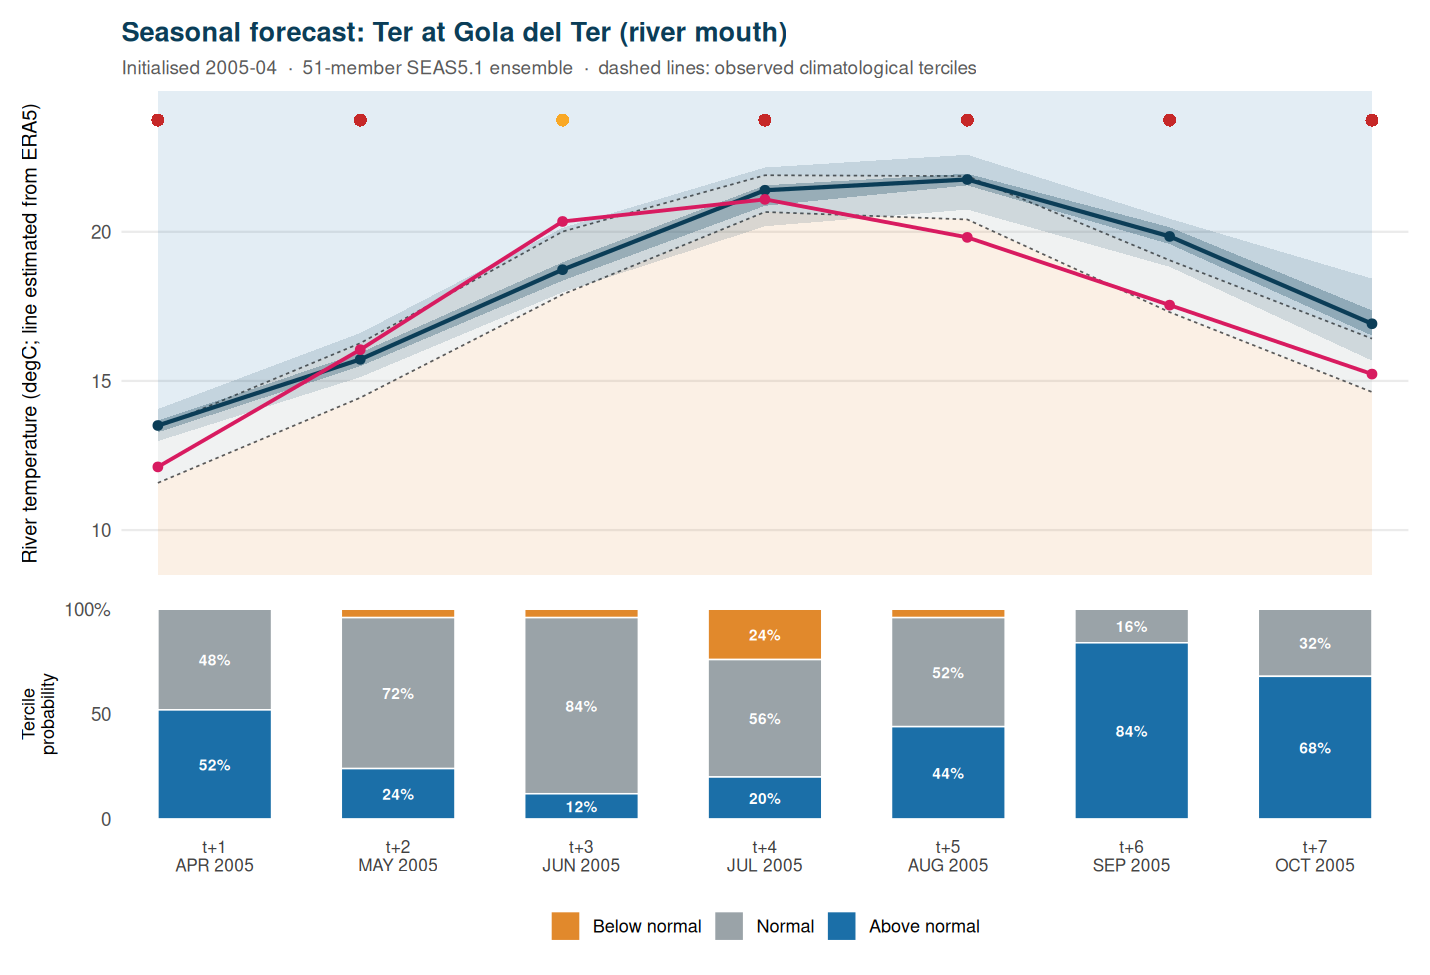 Seasonal forecast: Ter at Gola del Ter (river mouth)
Initialised 2005-04 · 51-member SEAS5.1 ensemble · dashed lines: observed climatological terciles
River temperature (degC; line estimated from ERA5)
20
15
10
Tercile
probability
100%
50
0
48%
52%
72%
24%
84%
12%
24%
56%
20%
52%
44%
16%
84%
32%
68%
t+1
APR 2005
t+2
MAY 2005
t+3
JUN 2005
t+4
JUL 2005
t+5
AUG 2005
t+6
SEP 2005
t+7
OCT 2005
Below normal
Normal
Above normal